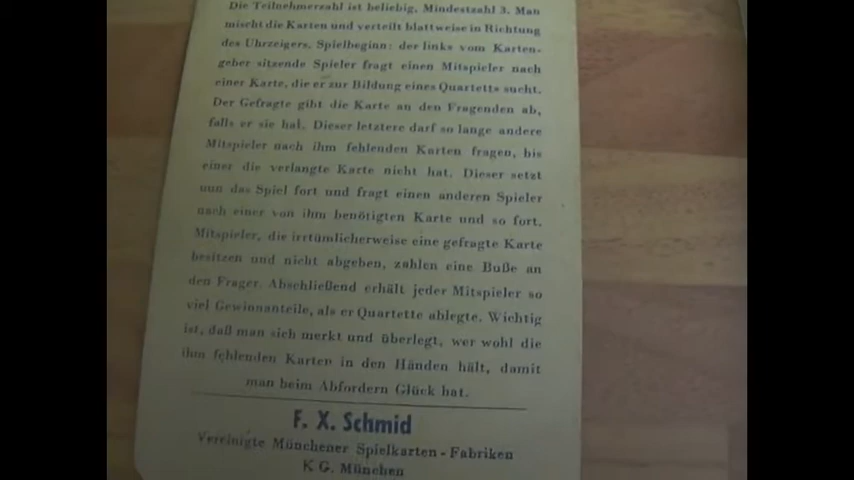 Die Teilnehmerzahl ist beliebig. Mindestzahl 3. Man
mischt die Karten und verteilt blattweise in Richtung
des Uhrzeigers. Spielbeginn: der links vom Karten-
geber sitzende Spieler fragt einen Mitspieler nach
einer Karte, die er zur Bildung eines Quartetts sucht.
Der Gefragte gibt die Karte an den Fragenden ab,
falls er sie hat. Dieser letztere darf so lange andere
Mitspieler nach ihm fehlenden Karten fragen, bis
einer die verlangte Karte nicht hat. Dieser setzt
nun das Spiel fort und fragt einen anderen Spieler
nach einer von ihm benötigten Karte und so fort.
Mitspieler, die irrtümlicherweise eine gefragte Karte
besitzen und nicht abgeben, zahlen eine Buße an
den Frager. Abschließend erhält jeder Mitspieler so
viel Gewinnanteile, als er Quartette ablegte. Wichtig
ist, daß man sich merkt und überlegt, wer wohl die
ihm fehlenden Karten in den Händen hält, damit
man beim Abfordern Glück hat.
F. X. Schmid
Vereinigte Münchener Spielkarten-Fabriken
K.G. München